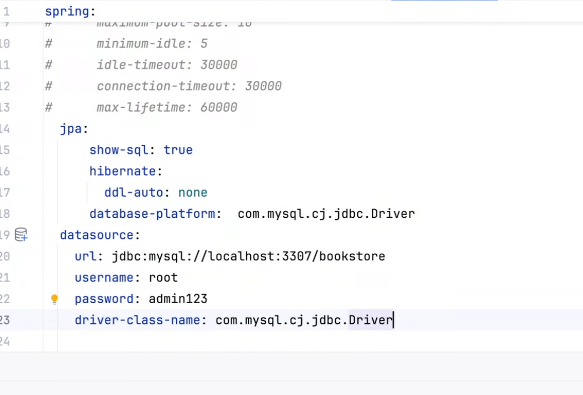 1 spring:
9 # maximum-pool-size: 10
10 # minimum-idle: 5
11 # idle-timeout: 30000
12 # connection-timeout: 30000
13 # max-lifetime: 60000
14 jpa:
15 show-sql: true
16 hibernate:
17 ddl-auto: none
18 database-platform: com.mysql.cj.jdbc.Driver
19 datasource:
20 url: jdbc:mysql://localhost:3307/bookstore
21 username: root
22 password: admin123
23 driver-class-name: com.mysql.cj.jdbc.Driver
24